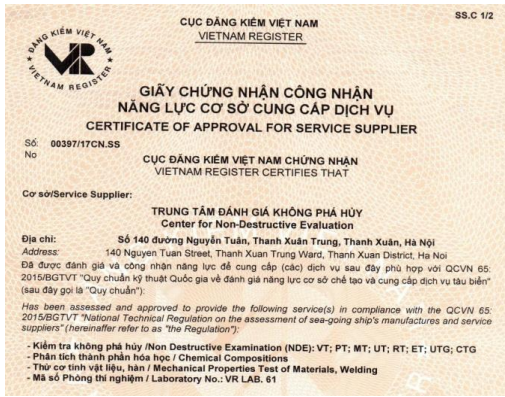 CỤC ĐĂNG KIỂM VIỆT NAM
VIETNAM REGISTER
SS.C 1/2
ĐĂNG KIỂM VIỆT NAM
VR
VIETNAM REGISTER
GIẤY CHỨNG NHẬN CÔNG NHẬN
NĂNG LỰC CƠ SỞ CUNG CẤP DỊCH VỤ
CERTIFICATE OF APPROVAL FOR SERVICE SUPPLIER
Số: 00397/17CN.SS
No
CỤC ĐĂNG KIỂM VIỆT NAM CHỨNG NHẬN
VIETNAM REGISTER CERTIFIES THAT
Cơ sở/Service Supplier:
TRUNG TÂM ĐÁNH GIÁ KHÔNG PHÁ HỦY
Center for Non-Destructive Evaluation
Địa chỉ: Số 140 đường Nguyễn Tuân, Thanh Xuân Trung, Thanh Xuân, Hà Nội
Address: 140 Nguyen Tuan Street, Thanh Xuan Trung Ward, Thanh Xuan District, Ha Noi
Đã được đánh giá và công nhận năng lực để cung cấp (các) dịch vụ sau đây phù hợp với QCVN 65:
2015/BGTVT "Quy chuẩn kỹ thuật Quốc gia về đánh giá năng lực cơ sở chế tạo và cung cấp dịch vụ tàu biển"
(sau đây gọi là "Quy chuẩn"):
Has been assessed and approved to provide the following service(s) in compliance with the QCVN 65:
2015/BGTVT "National Technical Regulation on the assessment of sea-going ship's manufactures and service
suppliers" (hereinafter refer to as "the Regulation"):
- Kiểm tra không phá hủy /Non Destructive Examination (NDE): VT; PT; MT; UT; RT; ET; UTG; CTG
- Phân tích thành phần hóa học / Chemical Compositions
- Thử cơ tính vật liệu, hàn / Mechanical Properties Test of Materials, Welding
- Mã số Phòng thí nghiệm / Laboratory No.: VR LAB. 61